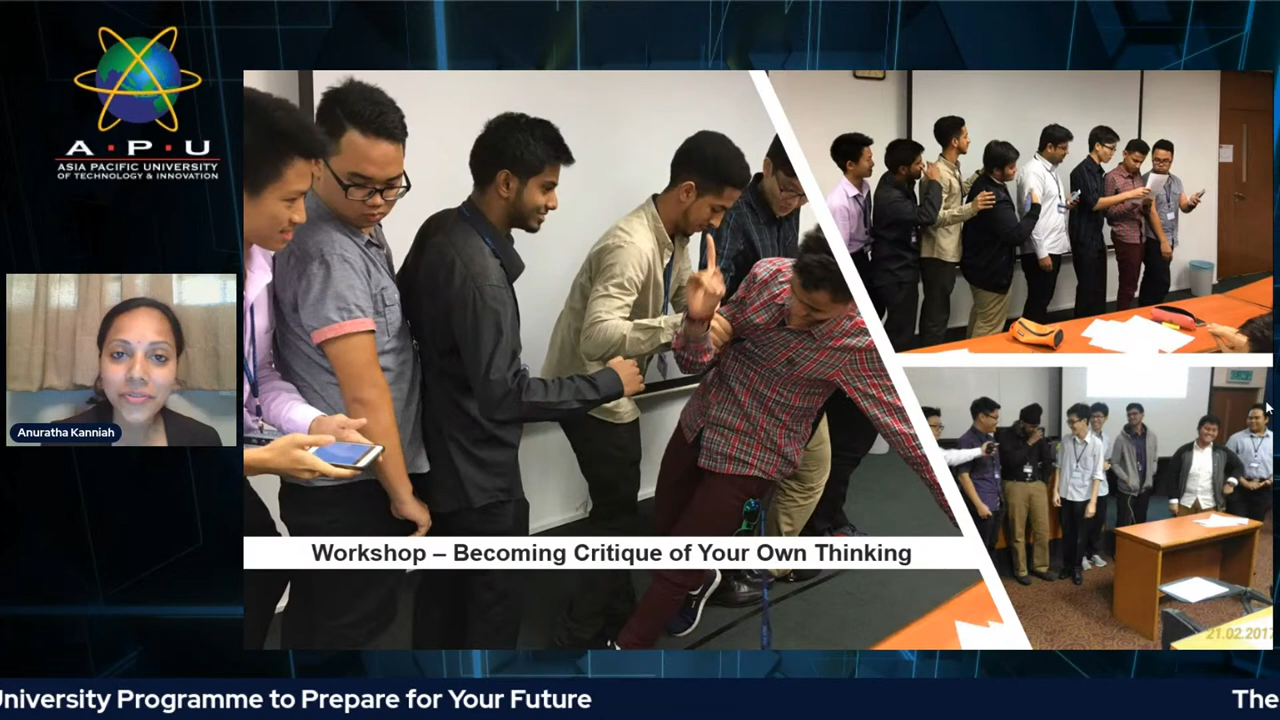 A·P·U
ASIA PACIFIC UNIVERSITY
OF TECHNOLOGY & INNOVATION
Anuratha Kanniah
Workshop – Becoming Critique of Your Own Thinking
21.02.2017
University Programme to Prepare for Your Future
The